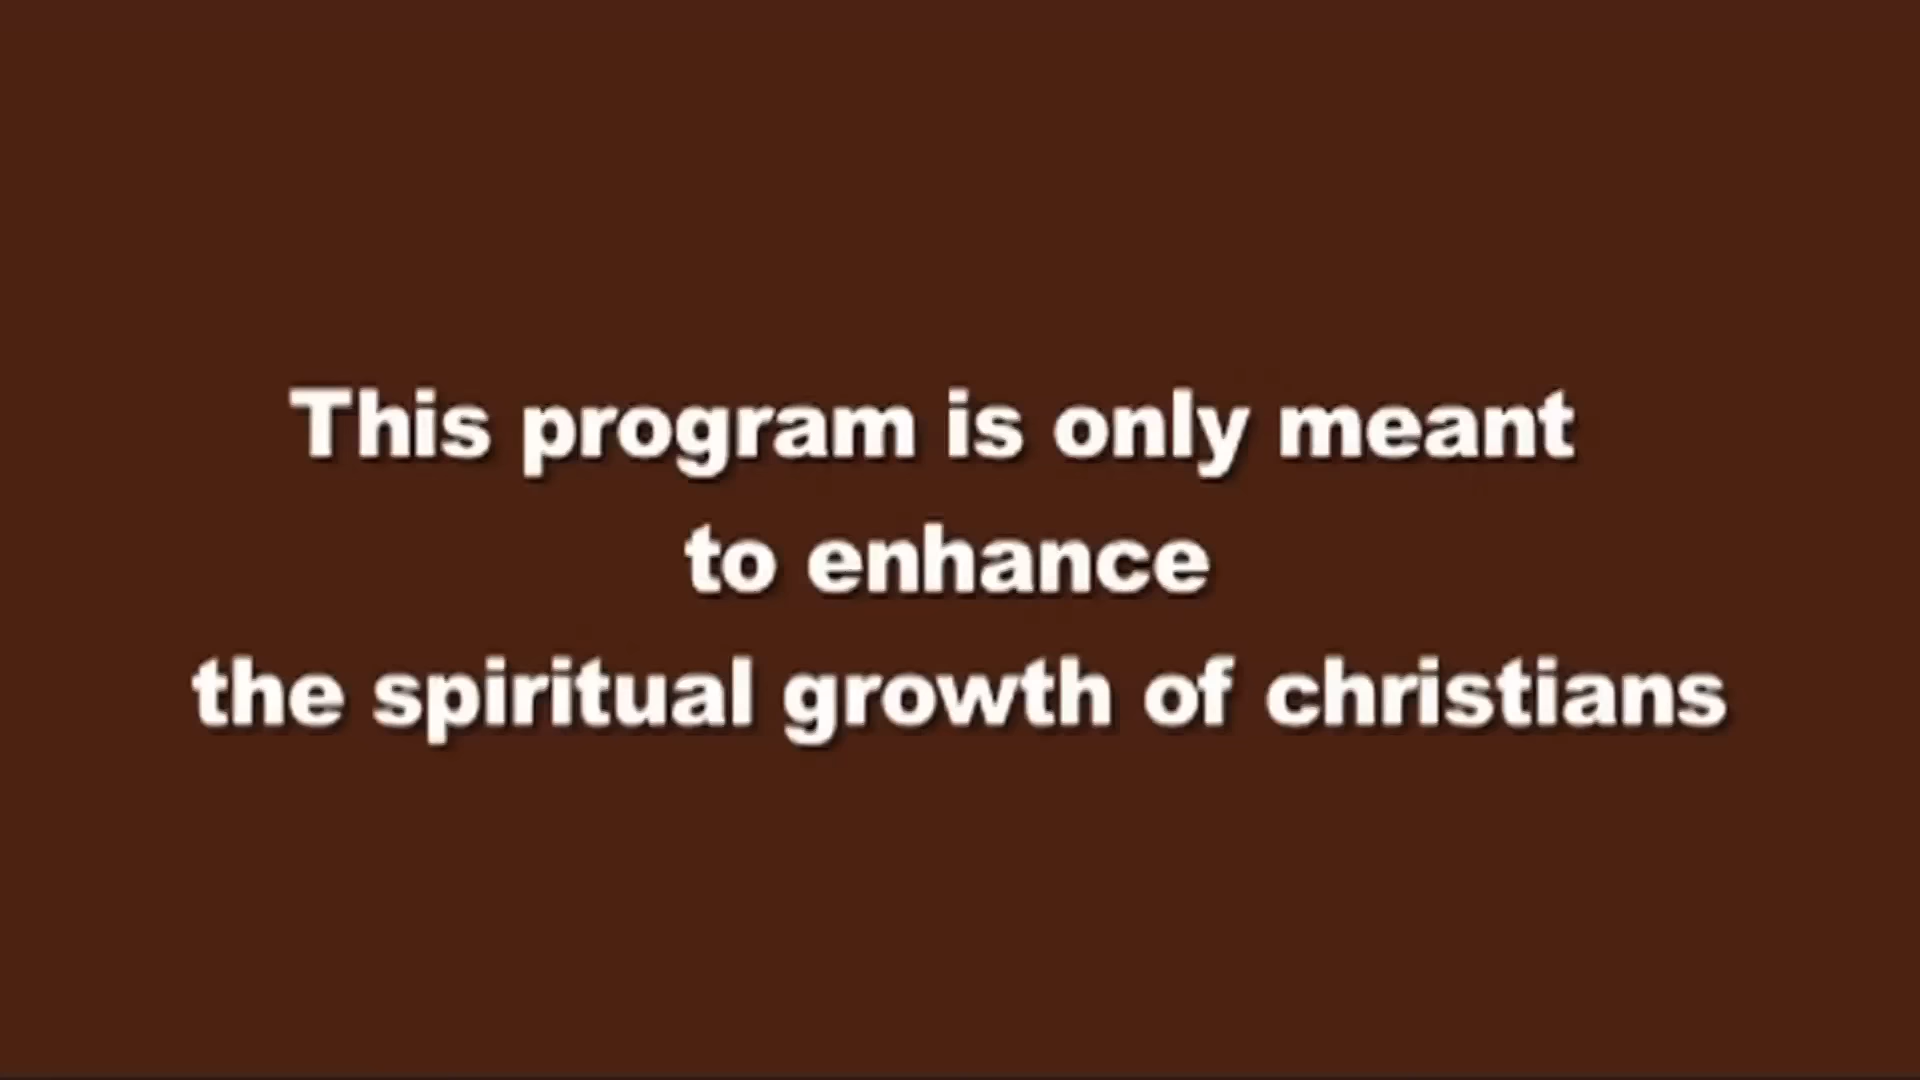 This program is only meant
to enhance
the spiritual growth of christians